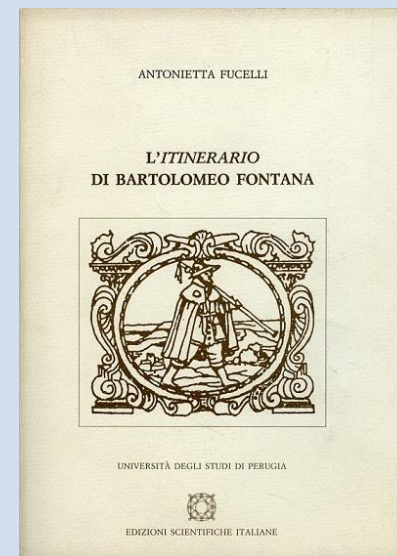 ANTONIETTA FUCELLI
L'ITINERARIO
DI BARTOLOMEO FONTANA
UNIVERSITÀ DEGLI STUDI DI PERUGIA
EDIZIONI SCIENTIFICHE ITALIANE